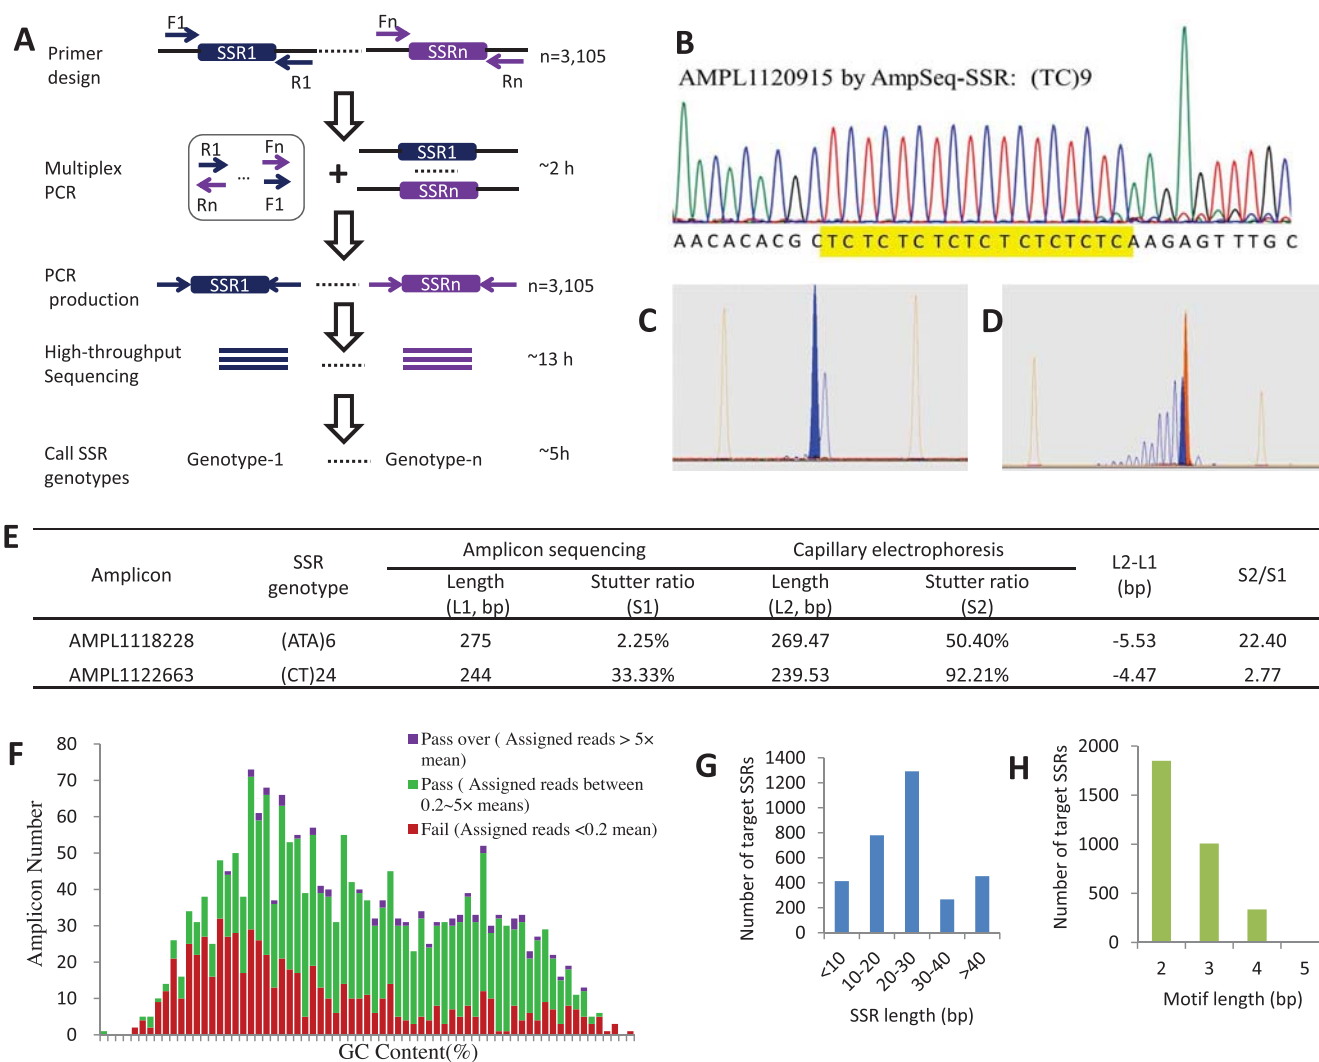 A
Primer
design
F1
SSR1
R1
Fn
SSRn
Rn
n=3,105
Multiplex
PCR
R1
Fn
...
Rn
F1
+
SSR1
SSRn
~2 h
PCR
production
SSR1
SSRn
n=3,105
High-throughput
Sequencing
~13 h
Call SSR
genotypes
Genotype-1
Genotype-n
~5h
B
AMPL1120915 by AmpSeq-SSR: (TC)9
A A C A C A C G C T C T C T C T C T C T C T C T C T C A A G A G T T T G C
C
D
E
Amplicon
SSR
genotype
Amplicon sequencing
Capillary electrophoresis
L2-L1
(bp)
S2/S1
Length
(L1, bp)
Stutter ratio
(S1)
Length
(L2, bp)
Stutter ratio
(S2)
AMPL1118228 (ATA)6 275 2.25% 269.47 50.40% -5.53 22.40
AMPL1122663 (CT)24 244 33.33% 239.53 92.21% -4.47 2.77
F
Amplicon Number
80
70
60
50
40
30
20
10
0
Pass over ( Assigned reads > 5×
mean)
Pass ( Assigned reads between
0.2~5× means)
Fail (Assigned reads <0.2 mean)
GC Content(%)
G
Number of target SSRs
1400
1200
1000
800
600
400
200
0
<10 10-20 20-30 30-40 >40
SSR length (bp)
H
Number of target SSRs
2000
1500
1000
500
0
2 3 4 5
Motif length (bp)